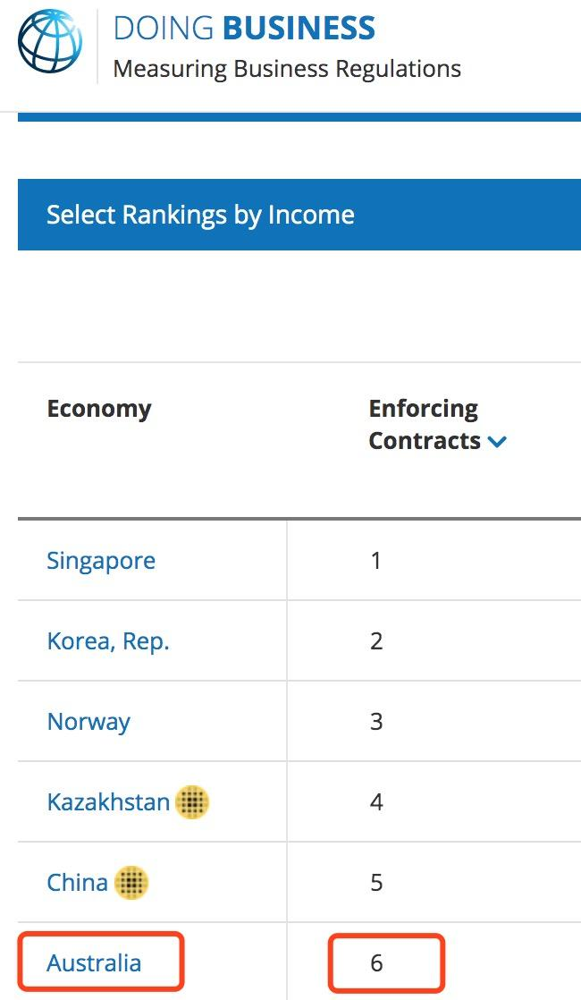 DOING BUSINESS
Measuring Business Regulations
Select Rankings by Income
Economy
Enforcing
Contracts
Singapore 1
Korea, Rep. 2
Norway 3
Kazakhstan 4
China 5
Australia 6